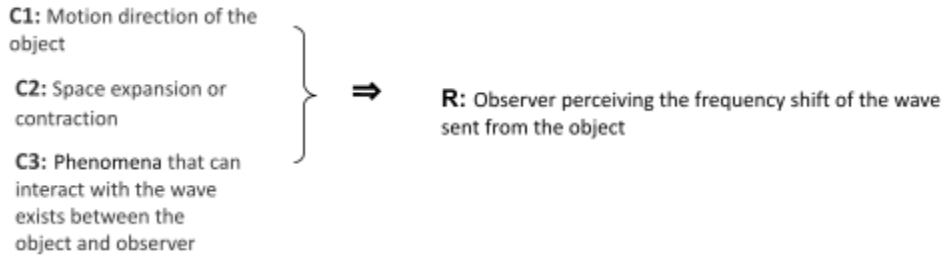 C1: Motion direction of the
object
C2: Space expansion or
contraction
C3: Phenomena that can
interact with the wave
exists between the
object and observer
⇒
R: Observer perceiving the frequency shift of the wave
sent from the object